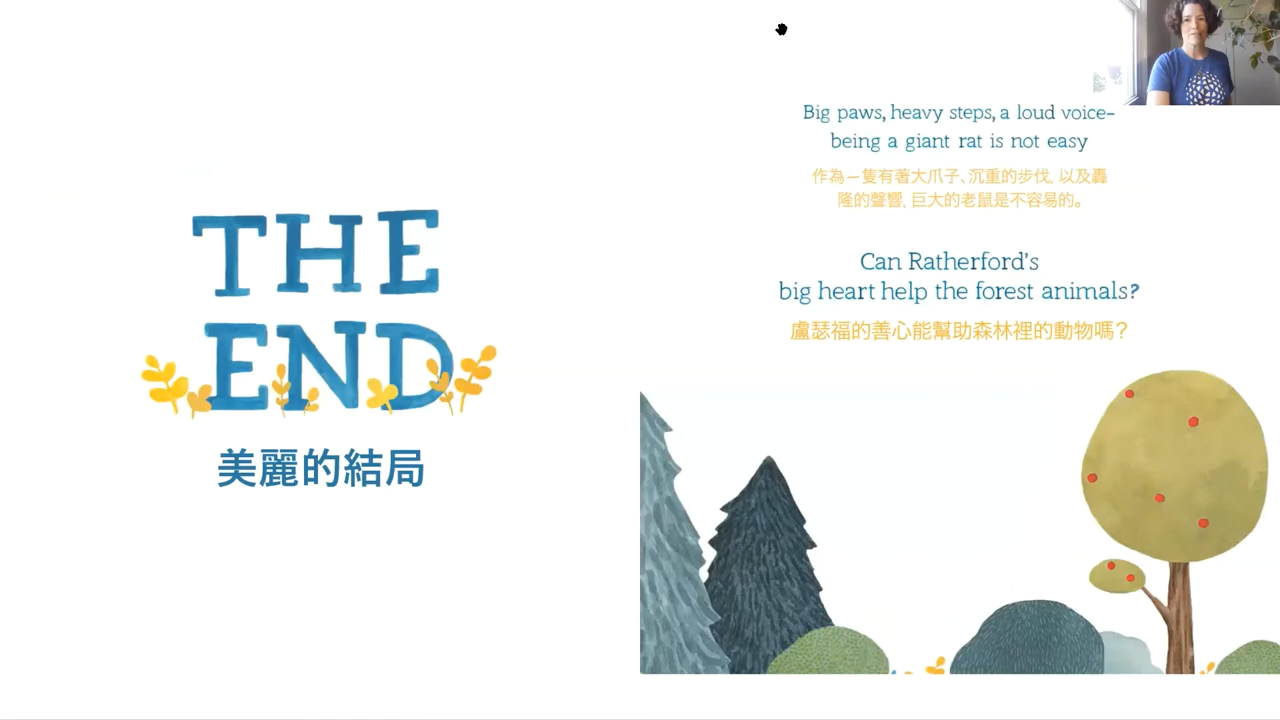 THE
END
美麗的結局
Big paws, heavy steps, a loud voice-
being a giant rat is not easy
作為一隻有著大爪子、沉重的步伐, 以及轟
隆的聲響, 巨大的老鼠是不容易的。
Can Ratherford's
big heart help the forest animals?
盧瑟福的善心能幫助森林裡的動物嗎?